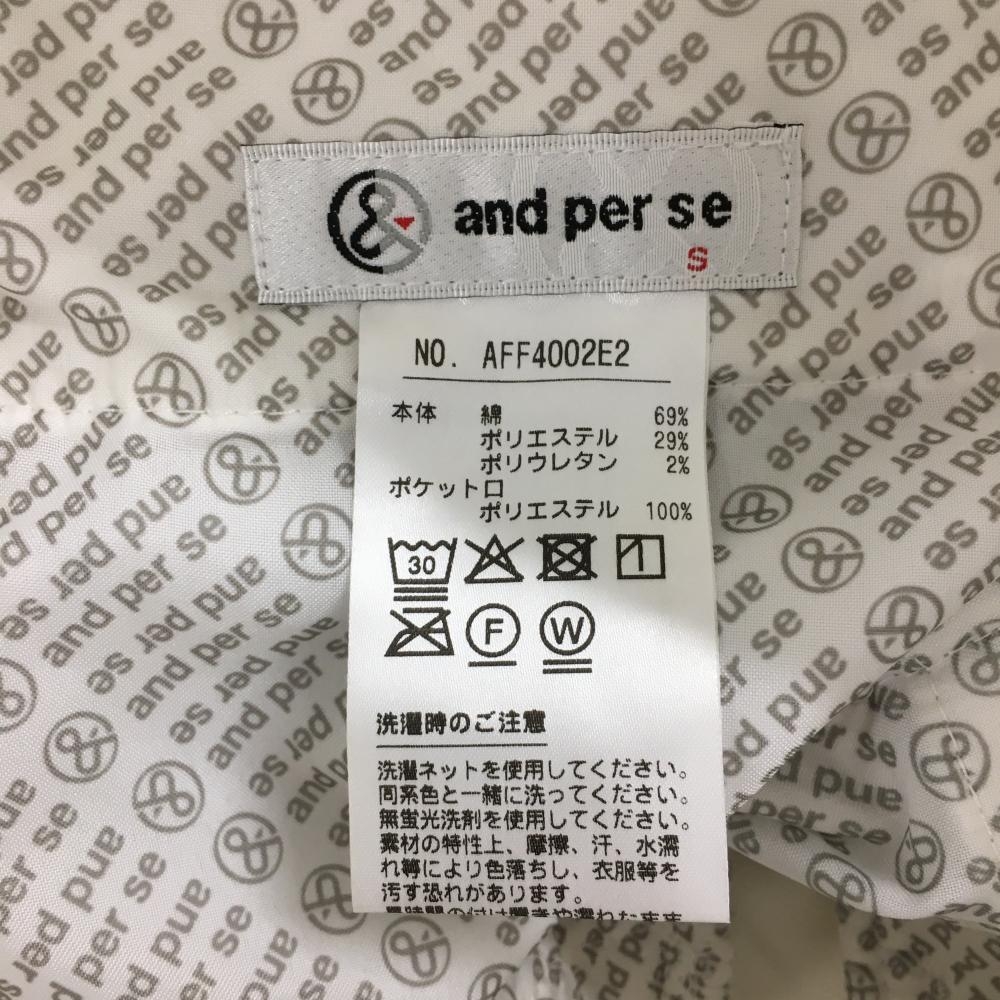 and per se
S
NO. AFF4002E2
本体 綿 69%
ポリエステル 29%
ポリウレタン 2%
ポケット口
ポリエステル 100%
30
F W
洗濯時のご注意
洗濯ネットを使用してください。
同系色と一緒に洗ってください。
無蛍光洗剤を使用してください。
素材の特性上、摩擦、汗、水濡
れ等により色落ちし、衣服等を
汚す恐れがあります。